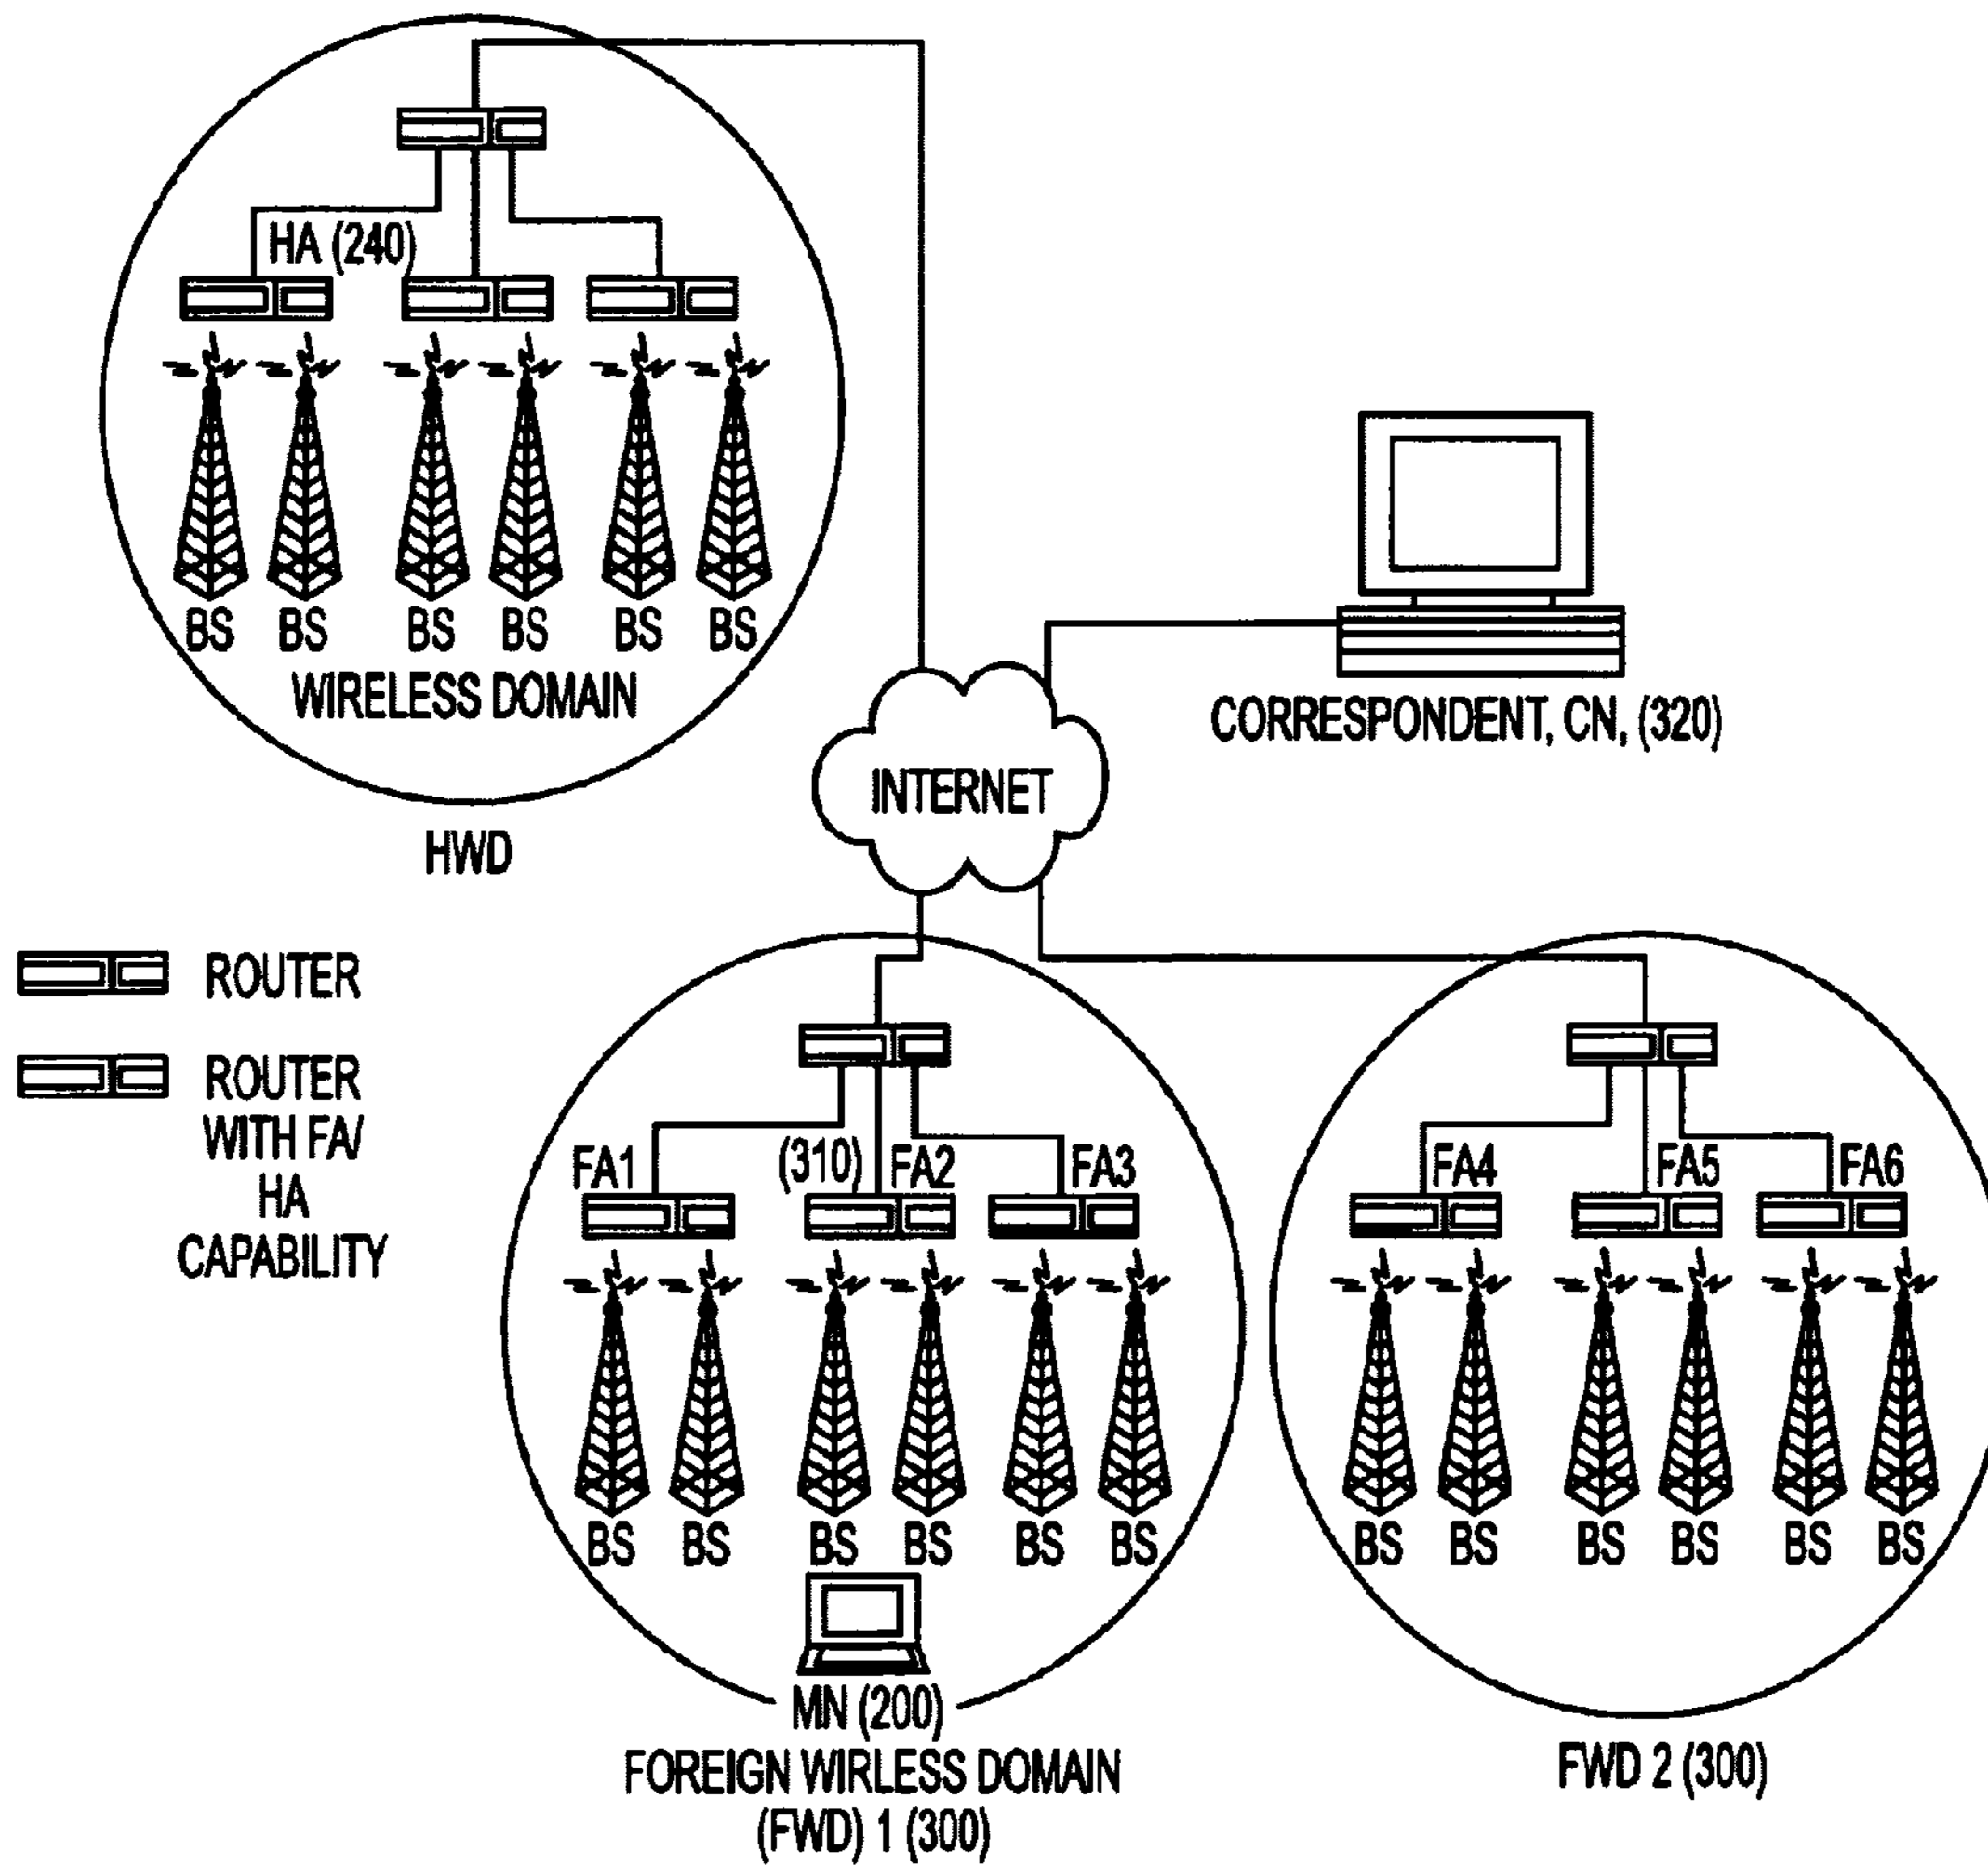 HA (240)
BS BS BS BS BS BS
WIRELESS DOMAIN
HWD
CORRESPONDENT, CN, (320)
INTERNET
ROUTER
ROUTER
WITH FA/
HA
CAPABILITY
FA1 (310) FA2 FA3
BS BS BS BS BS BS
MN (200)
FOREIGN WIRLESS DOMAIN
(FWD) 1 (300)
FA4 FA5 FA6
BS BS BS BS BS BS
FWD 2 (300)